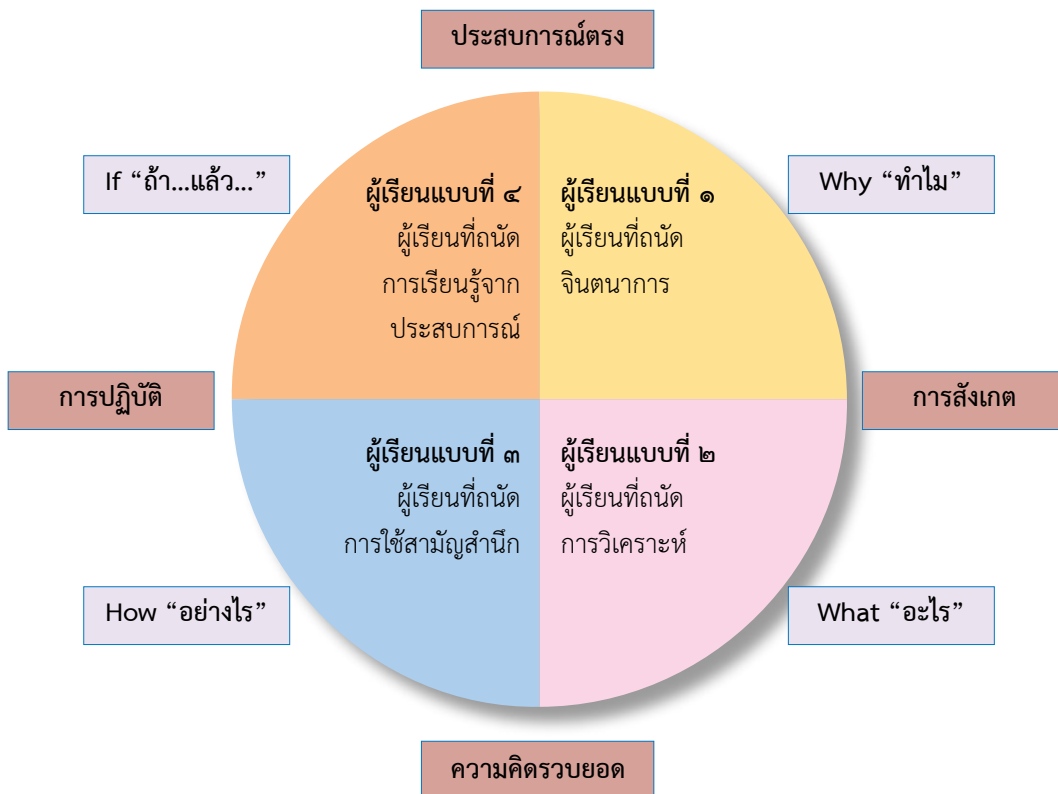 ประสบการณ์ตรง
If “ถ้า...แล้ว...”
Why “ทำไม”
ผู้เรียนแบบที่ ๔
ผู้เรียนที่ถนัด
การเรียนรู้จาก
ประสบการณ์
ผู้เรียนแบบที่ ๑
ผู้เรียนที่ถนัด
จินตนาการ
การปฏิบัติ
การสังเกต
ผู้เรียนแบบที่ ๓
ผู้เรียนที่ถนัด
การใช้สามัญสำนึก
ผู้เรียนแบบที่ ๒
ผู้เรียนที่ถนัด
การวิเคราะห์
How “อย่างไร”
What “อะไร”
ความคิดรวบยอด